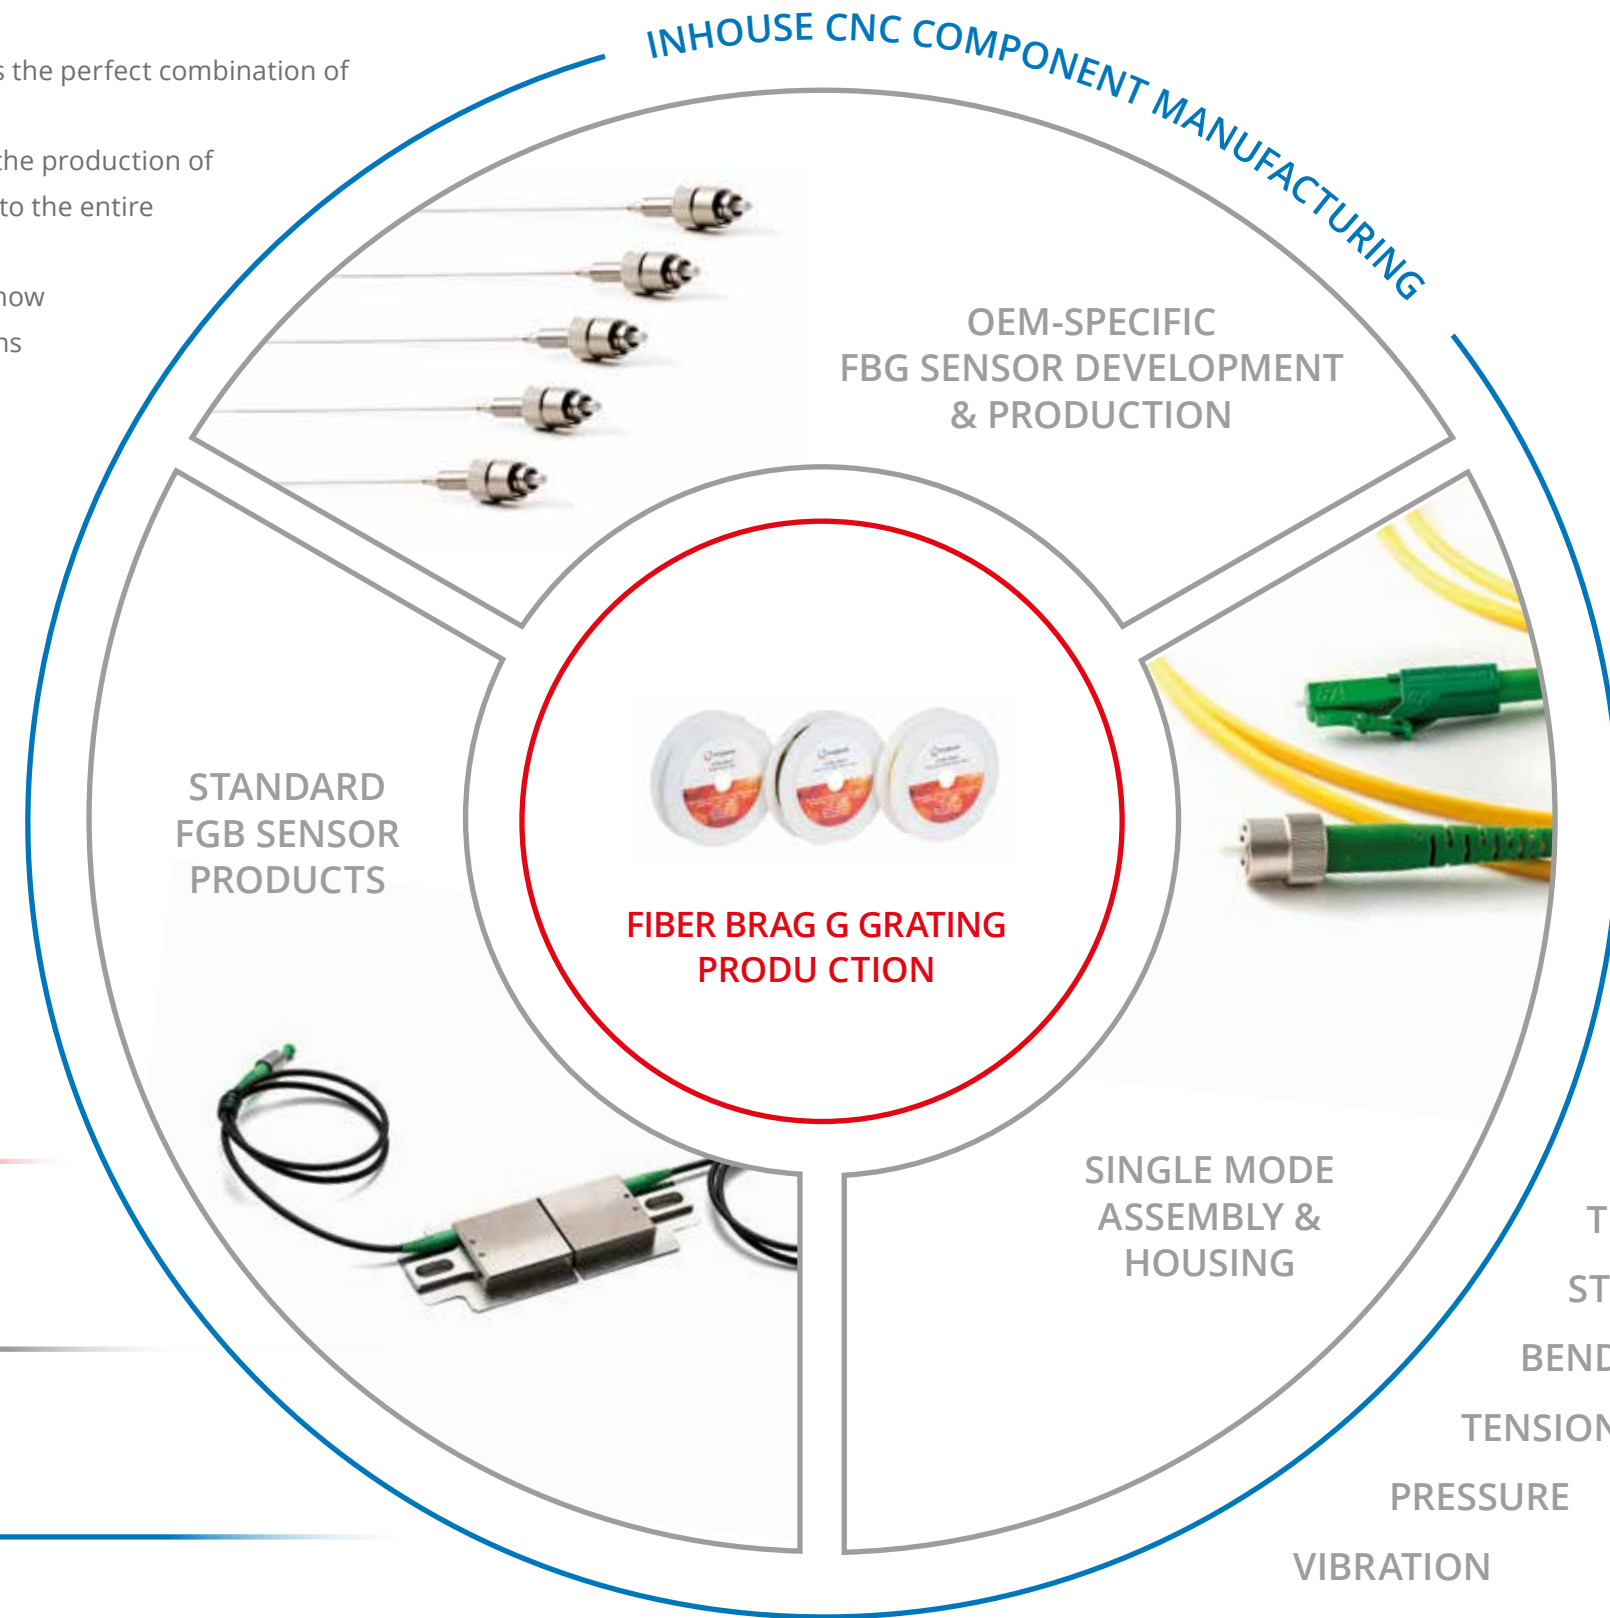 INHOUSE CNC COMPONENT MANUFACTURING
the perfect combination of
the production of
to the entire
OEM-SPECIFIC
FBG SENSOR DEVELOPMENT
& PRODUCTION
STANDARD
FGB SENSOR
PRODUCTS
FIBER BRAG G GRATING
PRODU CTION
SINGLE MODE
ASSEMBLY &
HOUSING
T
ST
BEND
TENSION
PRESSURE
VIBRATION